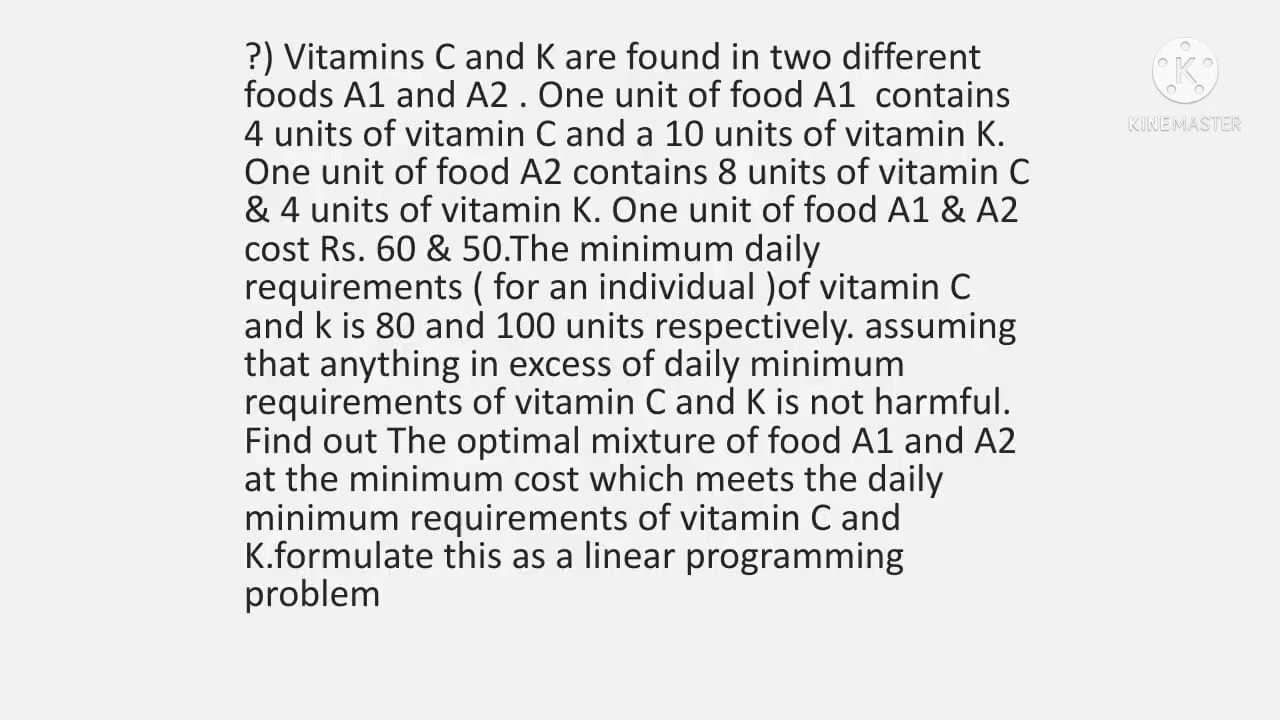 ?) Vitamins C and K are found in two different
foods A1 and A2 . One unit of food A1  contains
4 units of vitamin C and a 10 units of vitamin K.
One unit of food A2 contains 8 units of vitamin C
& 4 units of vitamin K. One unit of food A1 & A2
cost Rs. 60 & 50.The minimum daily
requirements ( for an individual )of vitamin C
and k is 80 and 100 units respectively. assuming
that anything in excess of daily minimum
requirements of vitamin C and K is not harmful.
Find out The optimal mixture of food A1 and A2
at the minimum cost which meets the daily
minimum requirements of vitamin C and
K.formulate this as a linear programming
problem
K
KINEMASTER